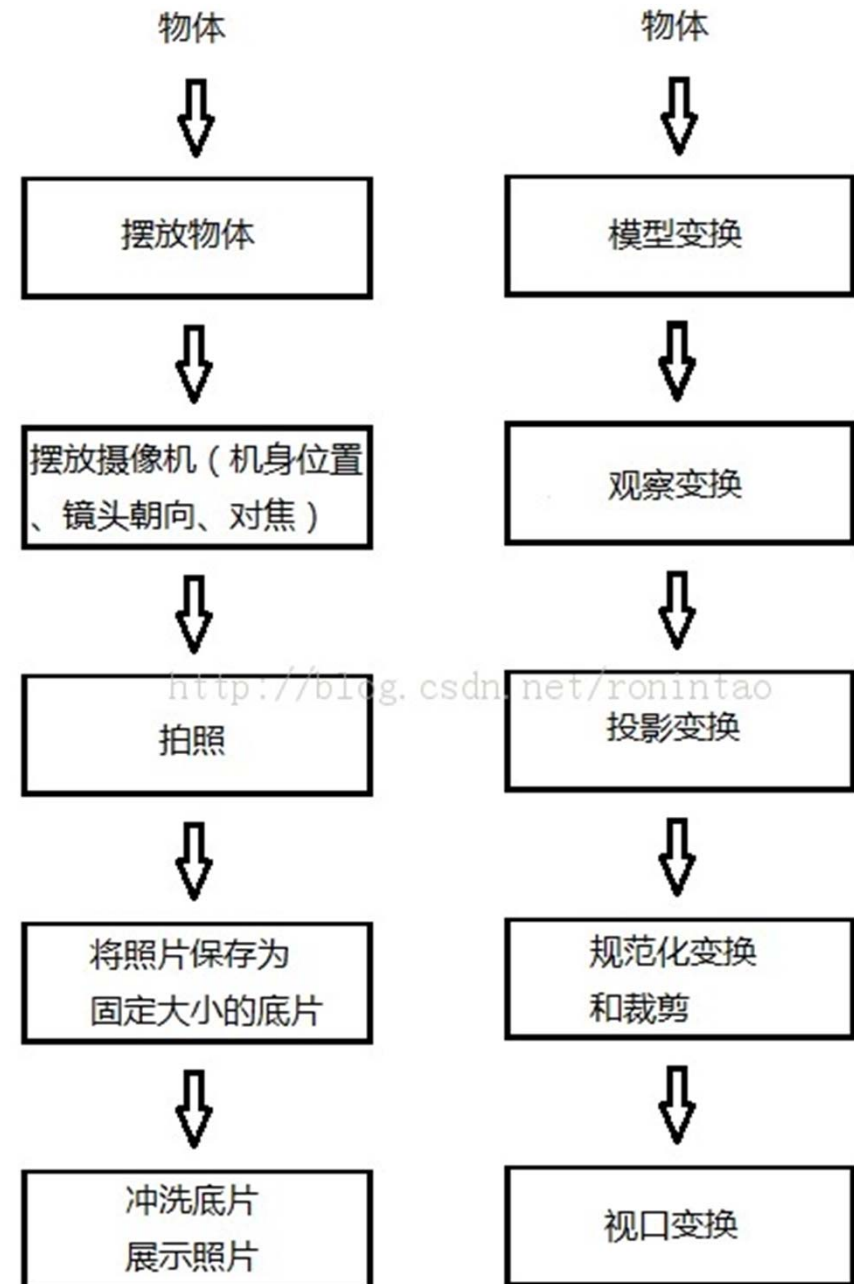 物体
摆放物体
摆放摄像机（机身位置
、镜头朝向、对焦）
拍照
将照片保存为
固定大小的底片
冲洗底片
展示照片
物体
模型变换
观察变换
投影变换
规范化变换
和裁剪
视口变换
http://blog.csdn.net/ronintao